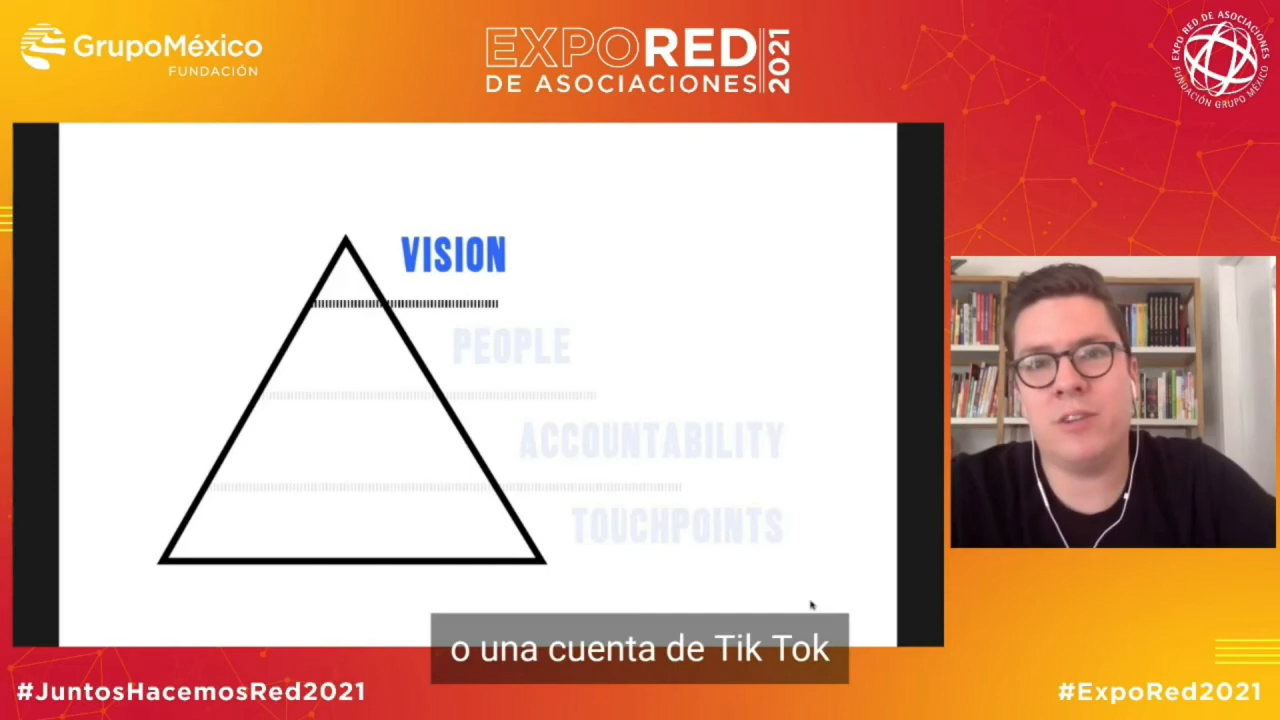 GrupoMéxico
FUNDACIÓN
EXPORED
DE ASOCIACIONES
2021
EXPO RED DE ASOCIACIONES
FUNDACIÓN GRUPO MÉXICO
VISION
PEOPLE
ACCOUNTABILITY
TOUCHPOINTS
o una cuenta de Tik Tok
#JuntosHacemosRed2021
#ExpoRed2021